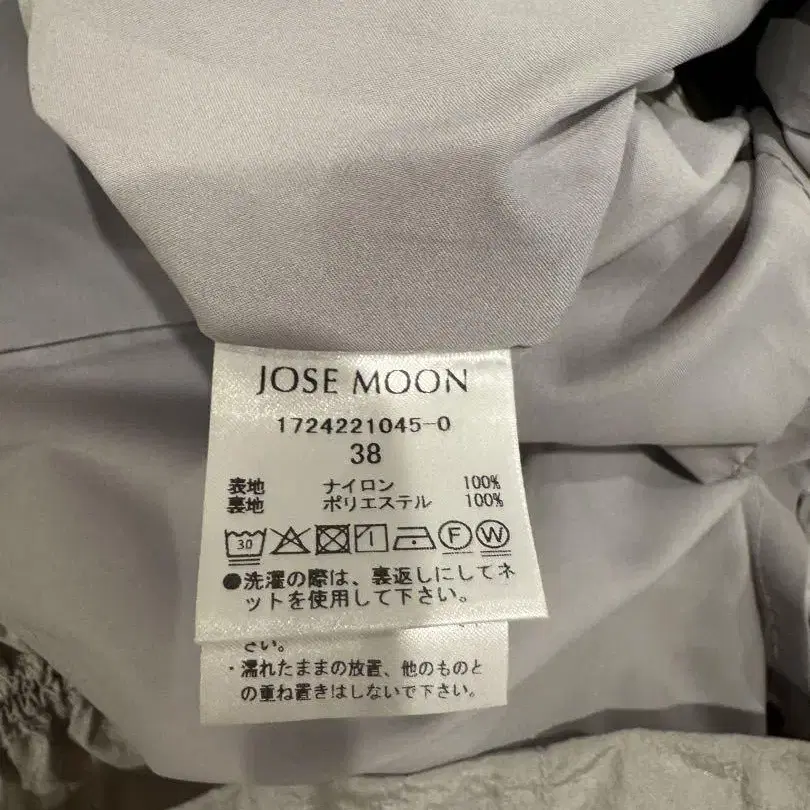 JOSE MOON
1724221045-0
38
表地 ナイロン 100%
裏地 ポリエステル 100%
30 F W
●洗濯の際は、裏返しにしてネ
ットを使用して下さい。
さい。
・濡れたままの放置、他のものと
の重ね置きはしないで下さい。